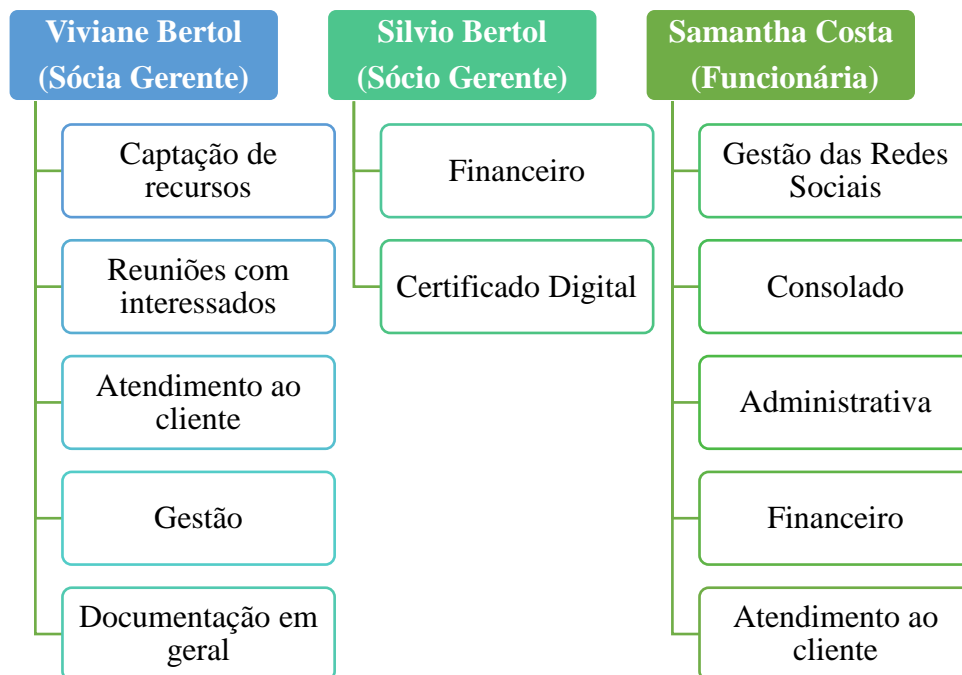 Viviane Bertol
(Sócia Gerente)
Captação de
recursos
Reuniões com
interessados
Atendimento ao
cliente
Gestão
Documentação em
geral
Silvio Bertol
(Sócio Gerente)
Financeiro
Certificado Digital
Samantha Costa
(Funcionária)
Gestão das Redes
Sociais
Consolado
Administrativa
Financeiro
Atendimento ao
cliente